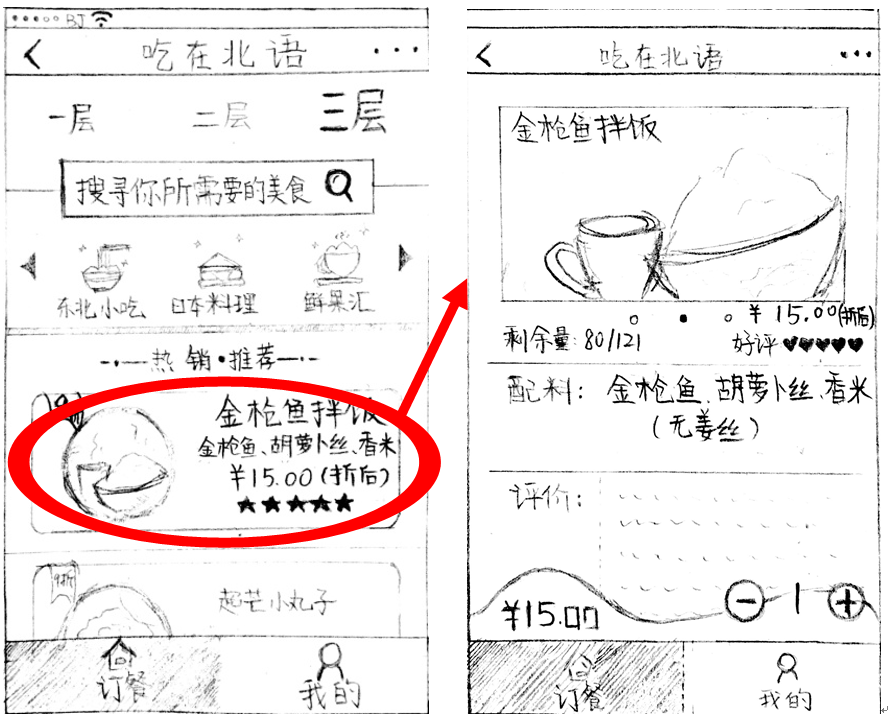 BJ
吃在北语
一层 二层 三层
搜寻你所需要的美食
东北小吃 日本料理 鲜果汇
热销·推荐
金枪鱼拌饭
金枪鱼、胡萝卜丝、香米
¥15.00(折后)
9折
超芒小丸子
订餐 我的
吃在北语
金枪鱼拌饭
¥15.00(折后)
剩余量:80/121 好评
配料:金枪鱼、胡萝卜丝、香米
(无姜丝)
评价:
¥15.00 − 1 +
订餐 我的